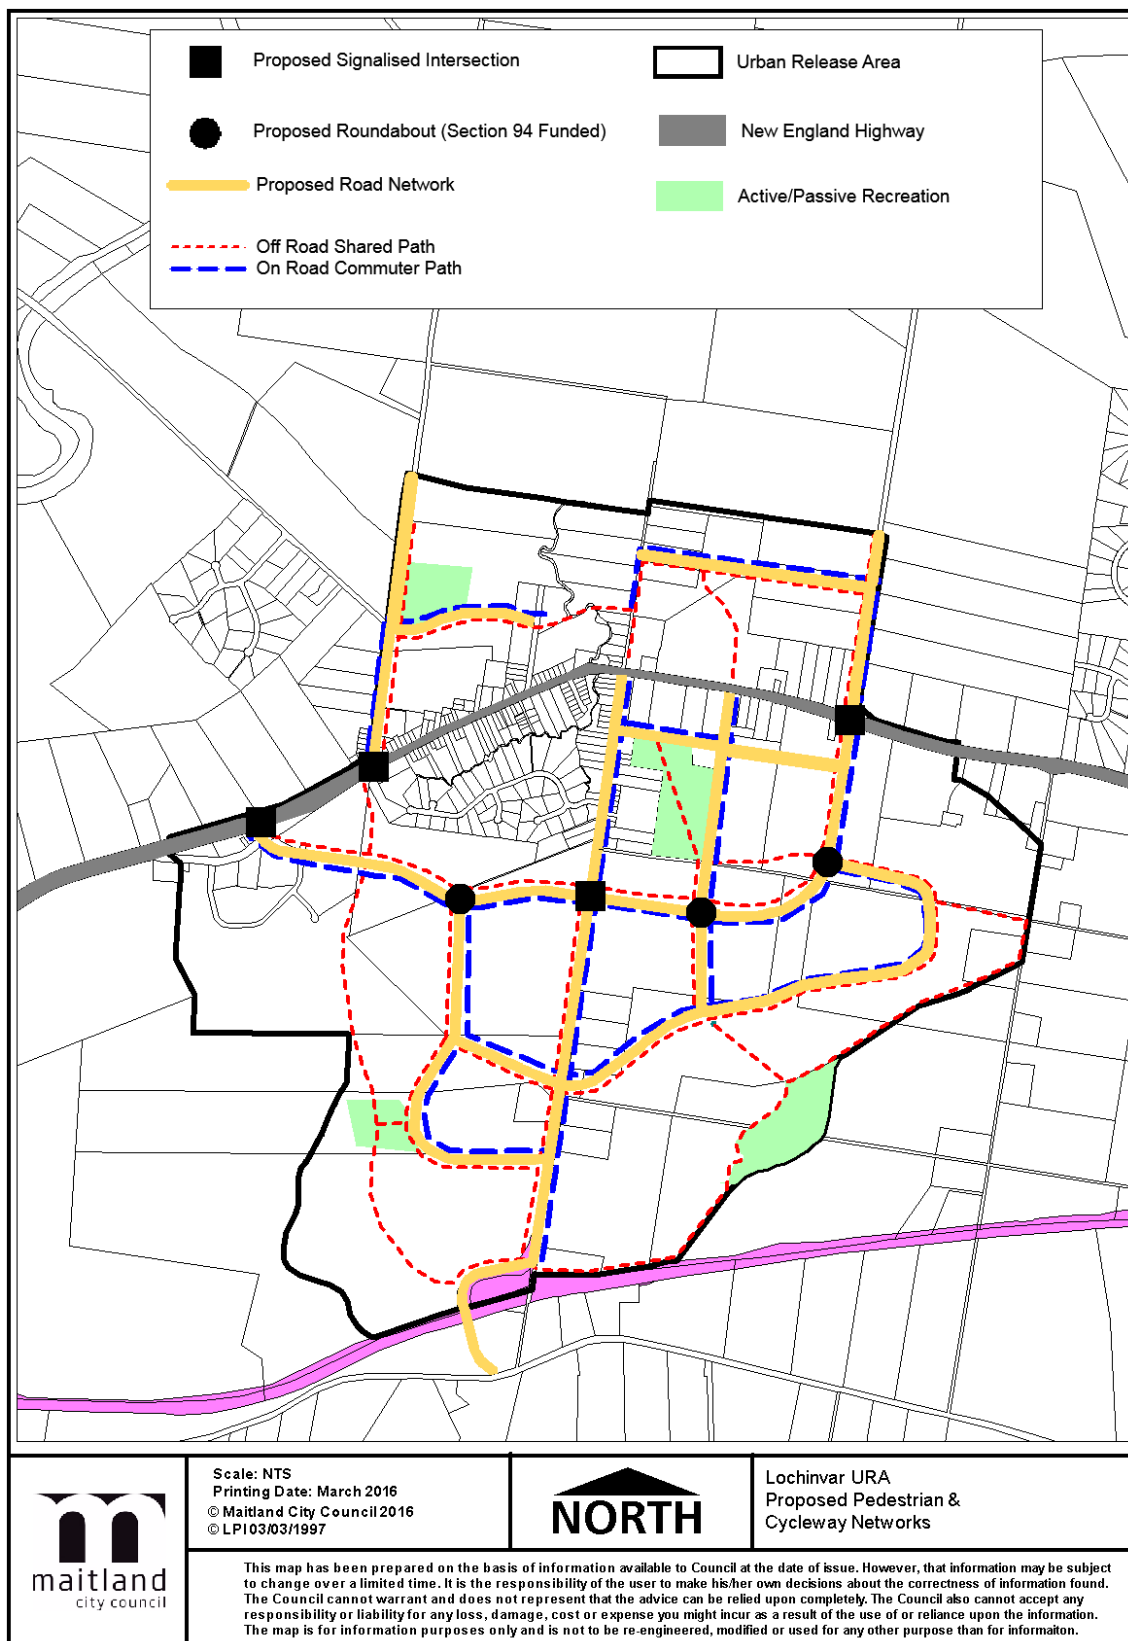 Proposed Signalised Intersection
Urban Release Area
Proposed Roundabout (Section 94 Funded)
New England Highway
Proposed Road Network
Active/Passive Recreation
Off Road Shared Path
On Road Commuter Path
maitland
city council
Scale: NTS
Printing Date: March 2016
© Maitland City Council 2016
© LPI 03/03/1997
NORTH
Lochinvar URA
Proposed Pedestrian &
Cycleway Networks
This map has been prepared on the basis of information available to Council at the date of issue. However, that information may be subject
to change over a limited time. It is the responsibility of the user to make his/her own decisions about the correctness of information found.
The Council cannot warrant and does not represent that the advice can be relied upon completely. The Council also cannot accept any
responsibility or liability for any loss, damage, cost or expense you might incur as a result of the use of or reliance upon the information.
The map is for information purposes only and is not to be re-engineered, modified or used for any other purpose than for informaiton.